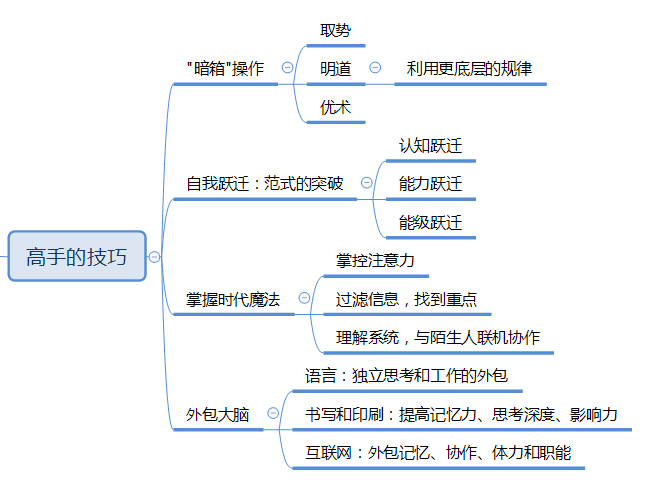 高手的技巧
"暗箱"操作
取势
明道
利用更底层的规律
优术
自我跃迁：范式的突破
认知跃迁
能力跃迁
能级跃迁
掌握时代魔法
掌控注意力
过滤信息，找到重点
理解系统，与陌生人联机协作
外包大脑
语言：独立思考和工作的外包
书写和印刷：提高记忆力、思考深度、影响力
互联网：外包记忆、协作、体力和职能